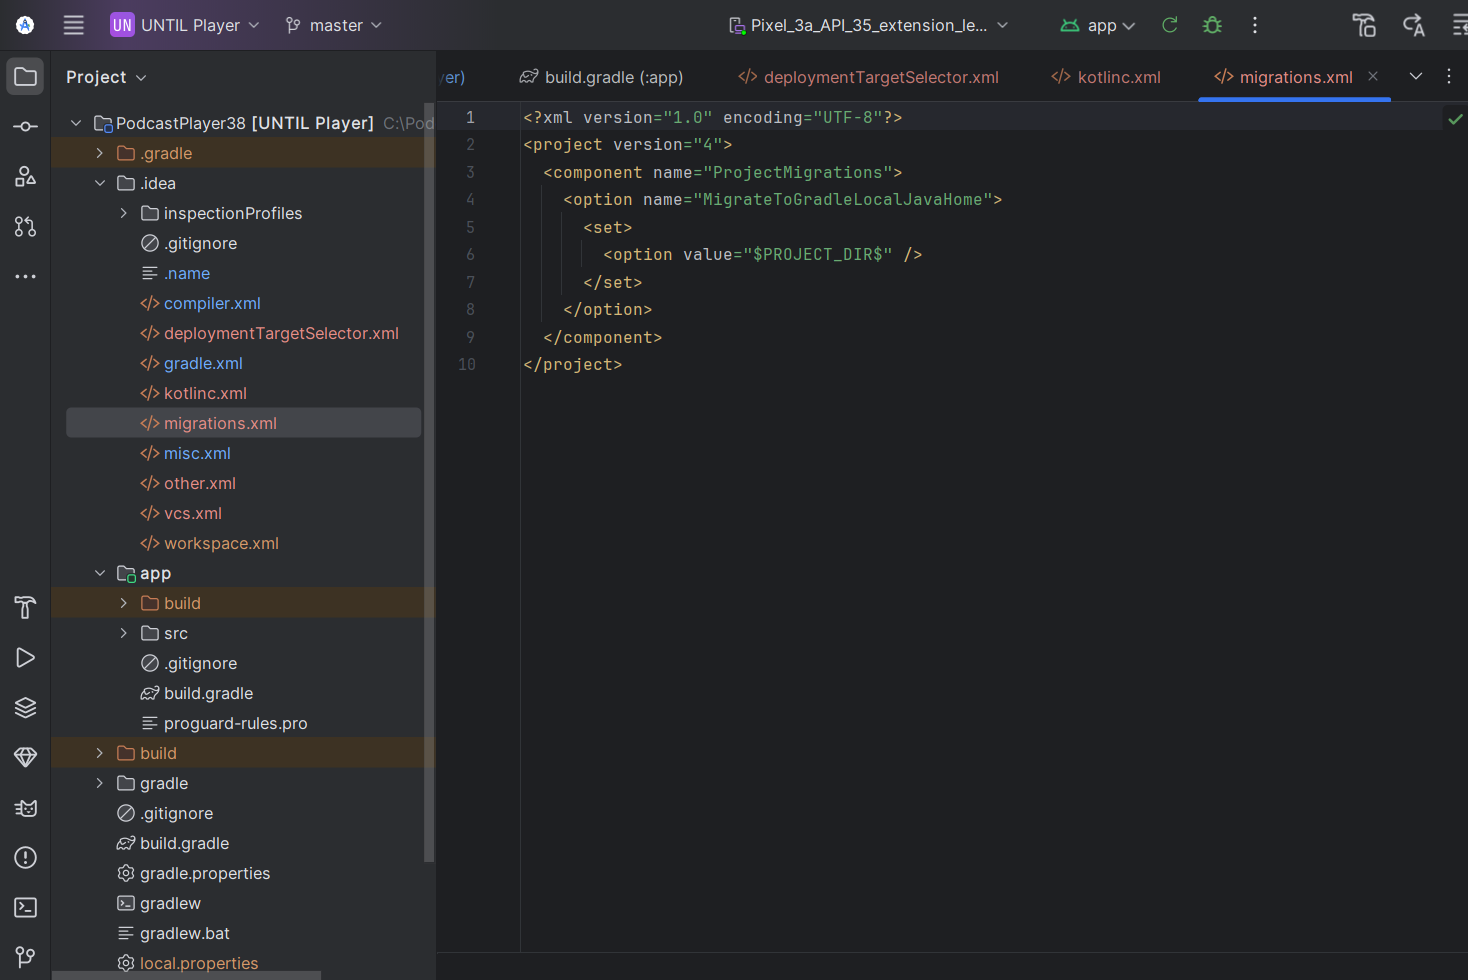 UN UNTIL Player master Pixel_3a_API_35_extension_le... app
Project
yer) build.gradle (:app) deploymentTargetSelector.xml kotlinc.xml migrations.xml
PodcastPlayer38 [UNTIL Player] C:\Pod
.gradle
.idea
inspectionProfiles
.gitignore
.name
compiler.xml
deploymentTargetSelector.xml
gradle.xml
kotlinc.xml
migrations.xml
misc.xml
other.xml
vcs.xml
workspace.xml
app
build
src
.gitignore
build.gradle
proguard-rules.pro
build
gradle
.gitignore
build.gradle
gradle.properties
gradlew
gradlew.bat
local.properties
1 <?xml version="1.0" encoding="UTF-8"?>
2 <project version="4">
3 <component name="ProjectMigrations">
4 <option name="MigrateToGradleLocalJavaHome">
5 <set>
6 <option value="$PROJECT_DIR$" />
7 </set>
8 </option>
9 </component>
10 </project>